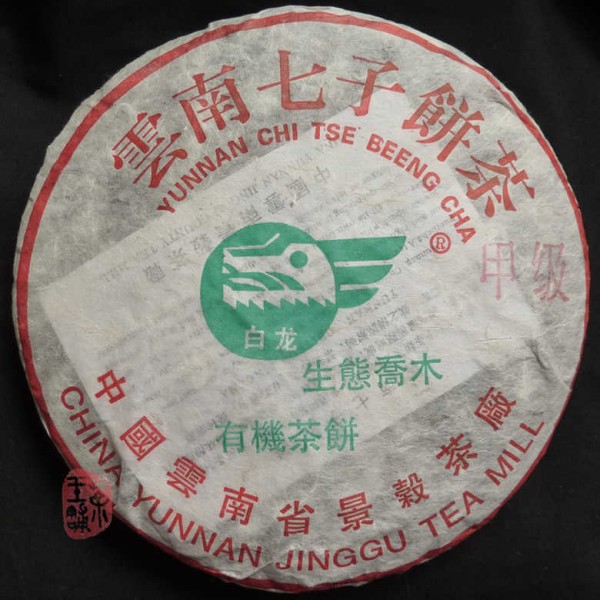 雲南七子餅茶
YUNNAN CHI TSE BEENG CHA
®
甲级
白龙
生態喬木
有機茶餅
中國雲南省景穀茶廠
CHINA YUNNAN JINGGU TEA MILL